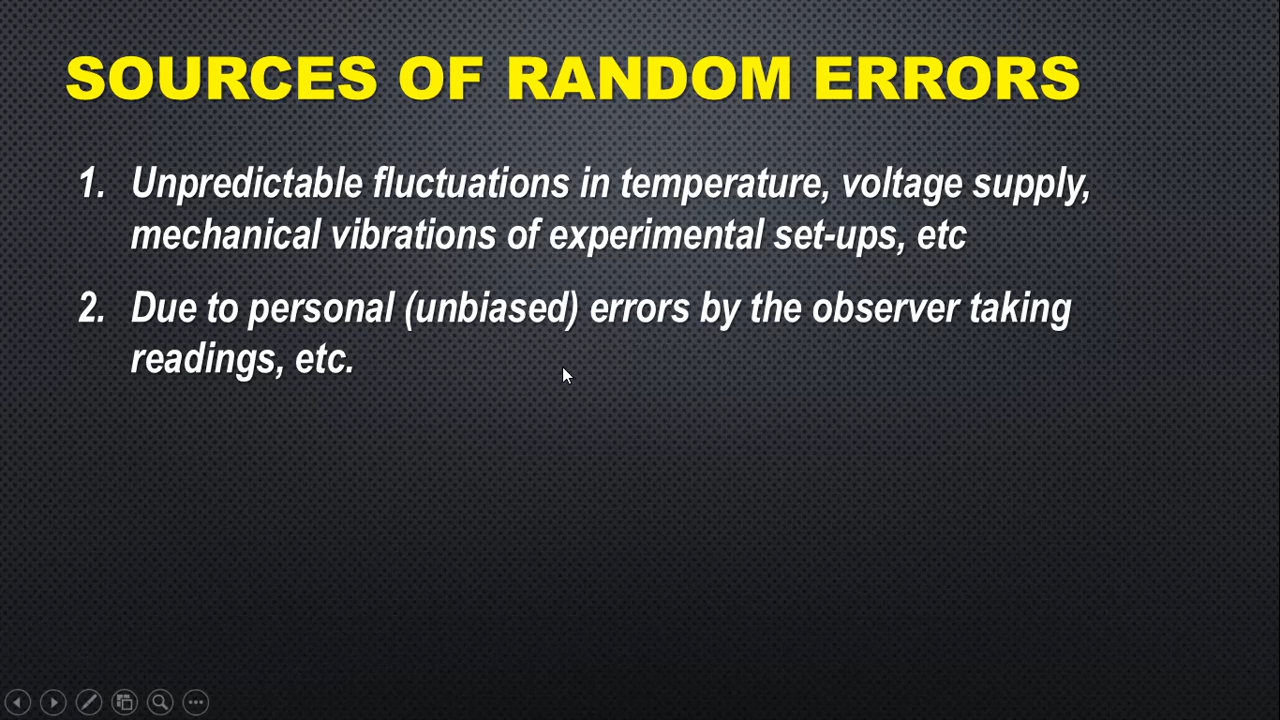 SOURCES OF RANDOM ERRORS
1. Unpredictable fluctuations in temperature, voltage supply,
mechanical vibrations of experimental set-ups, etc
2. Due to personal (unbiased) errors by the observer taking
readings, etc.